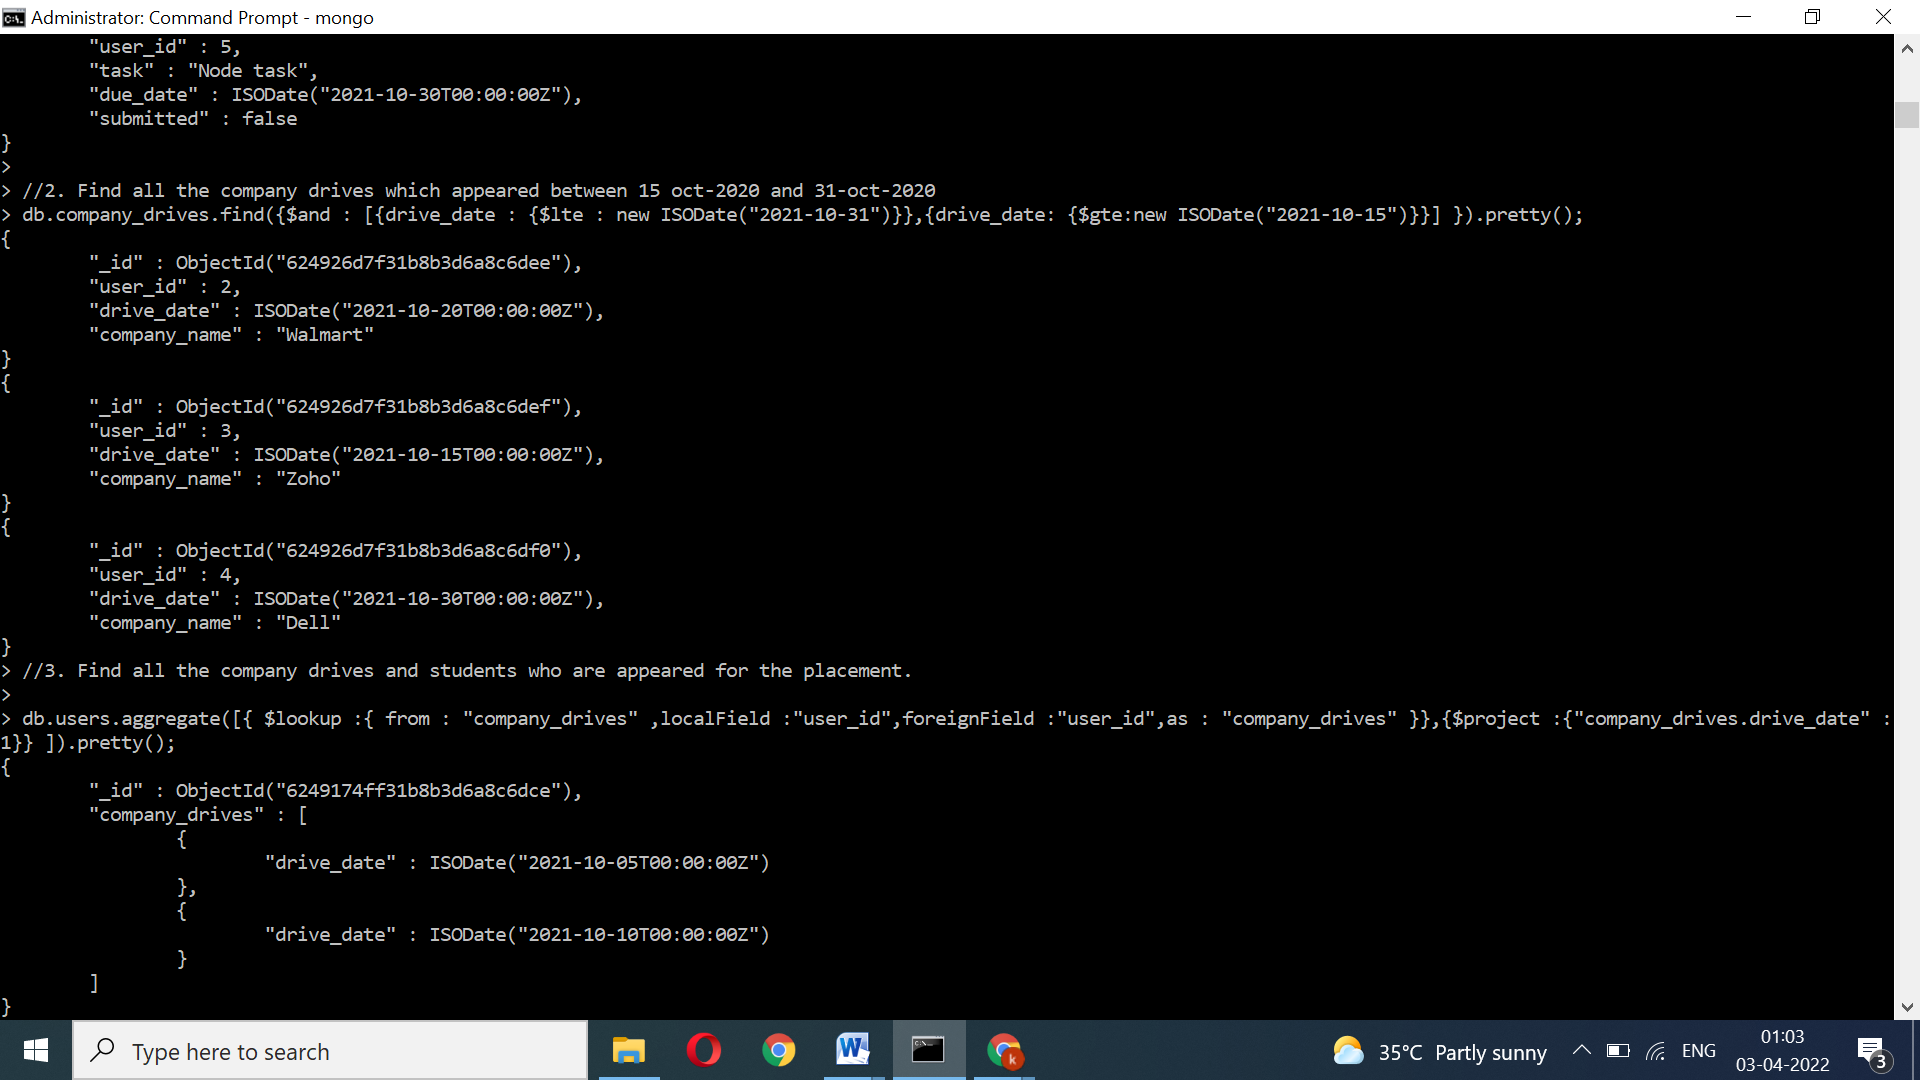 Administrator: Command Prompt - mongo
"user_id" : 5,
"task" : "Node task",
"due_date" : ISODate("2021-10-30T00:00:00Z"),
"submitted" : false
}
>
> //2. Find all the company drives which appeared between 15 oct-2020 and 31-oct-2020
> db.company_drives.find({$and : [{drive_date : {$lte : new ISODate("2021-10-31")}},{drive_date: {$gte:new ISODate("2021-10-15")}}] }).pretty();
{
"_id" : ObjectId("624926d7f31b8b3d6a8c6dee"),
"user_id" : 2,
"drive_date" : ISODate("2021-10-20T00:00:00Z"),
"company_name" : "Walmart"
}
{
"_id" : ObjectId("624926d7f31b8b3d6a8c6def"),
"user_id" : 3,
"drive_date" : ISODate("2021-10-15T00:00:00Z"),
"company_name" : "Zoho"
}
{
"_id" : ObjectId("624926d7f31b8b3d6a8c6df0"),
"user_id" : 4,
"drive_date" : ISODate("2021-10-30T00:00:00Z"),
"company_name" : "Dell"
}
> //3. Find all the company drives and students who are appeared for the placement.
>
> db.users.aggregate([{ $lookup :{ from : "company_drives" ,localField :"user_id",foreignField :"user_id",as : "company_drives" }},{$project :{"company_drives.drive_date" :
1}} ]).pretty();
{
"_id" : ObjectId("6249174ff31b8b3d6a8c6dce"),
"company_drives" : [
{
"drive_date" : ISODate("2021-10-05T00:00:00Z")
},
{
"drive_date" : ISODate("2021-10-10T00:00:00Z")
}
]
}
Type here to search
W
k
35°C Partly sunny
ENG
01:03
03-04-2022
3